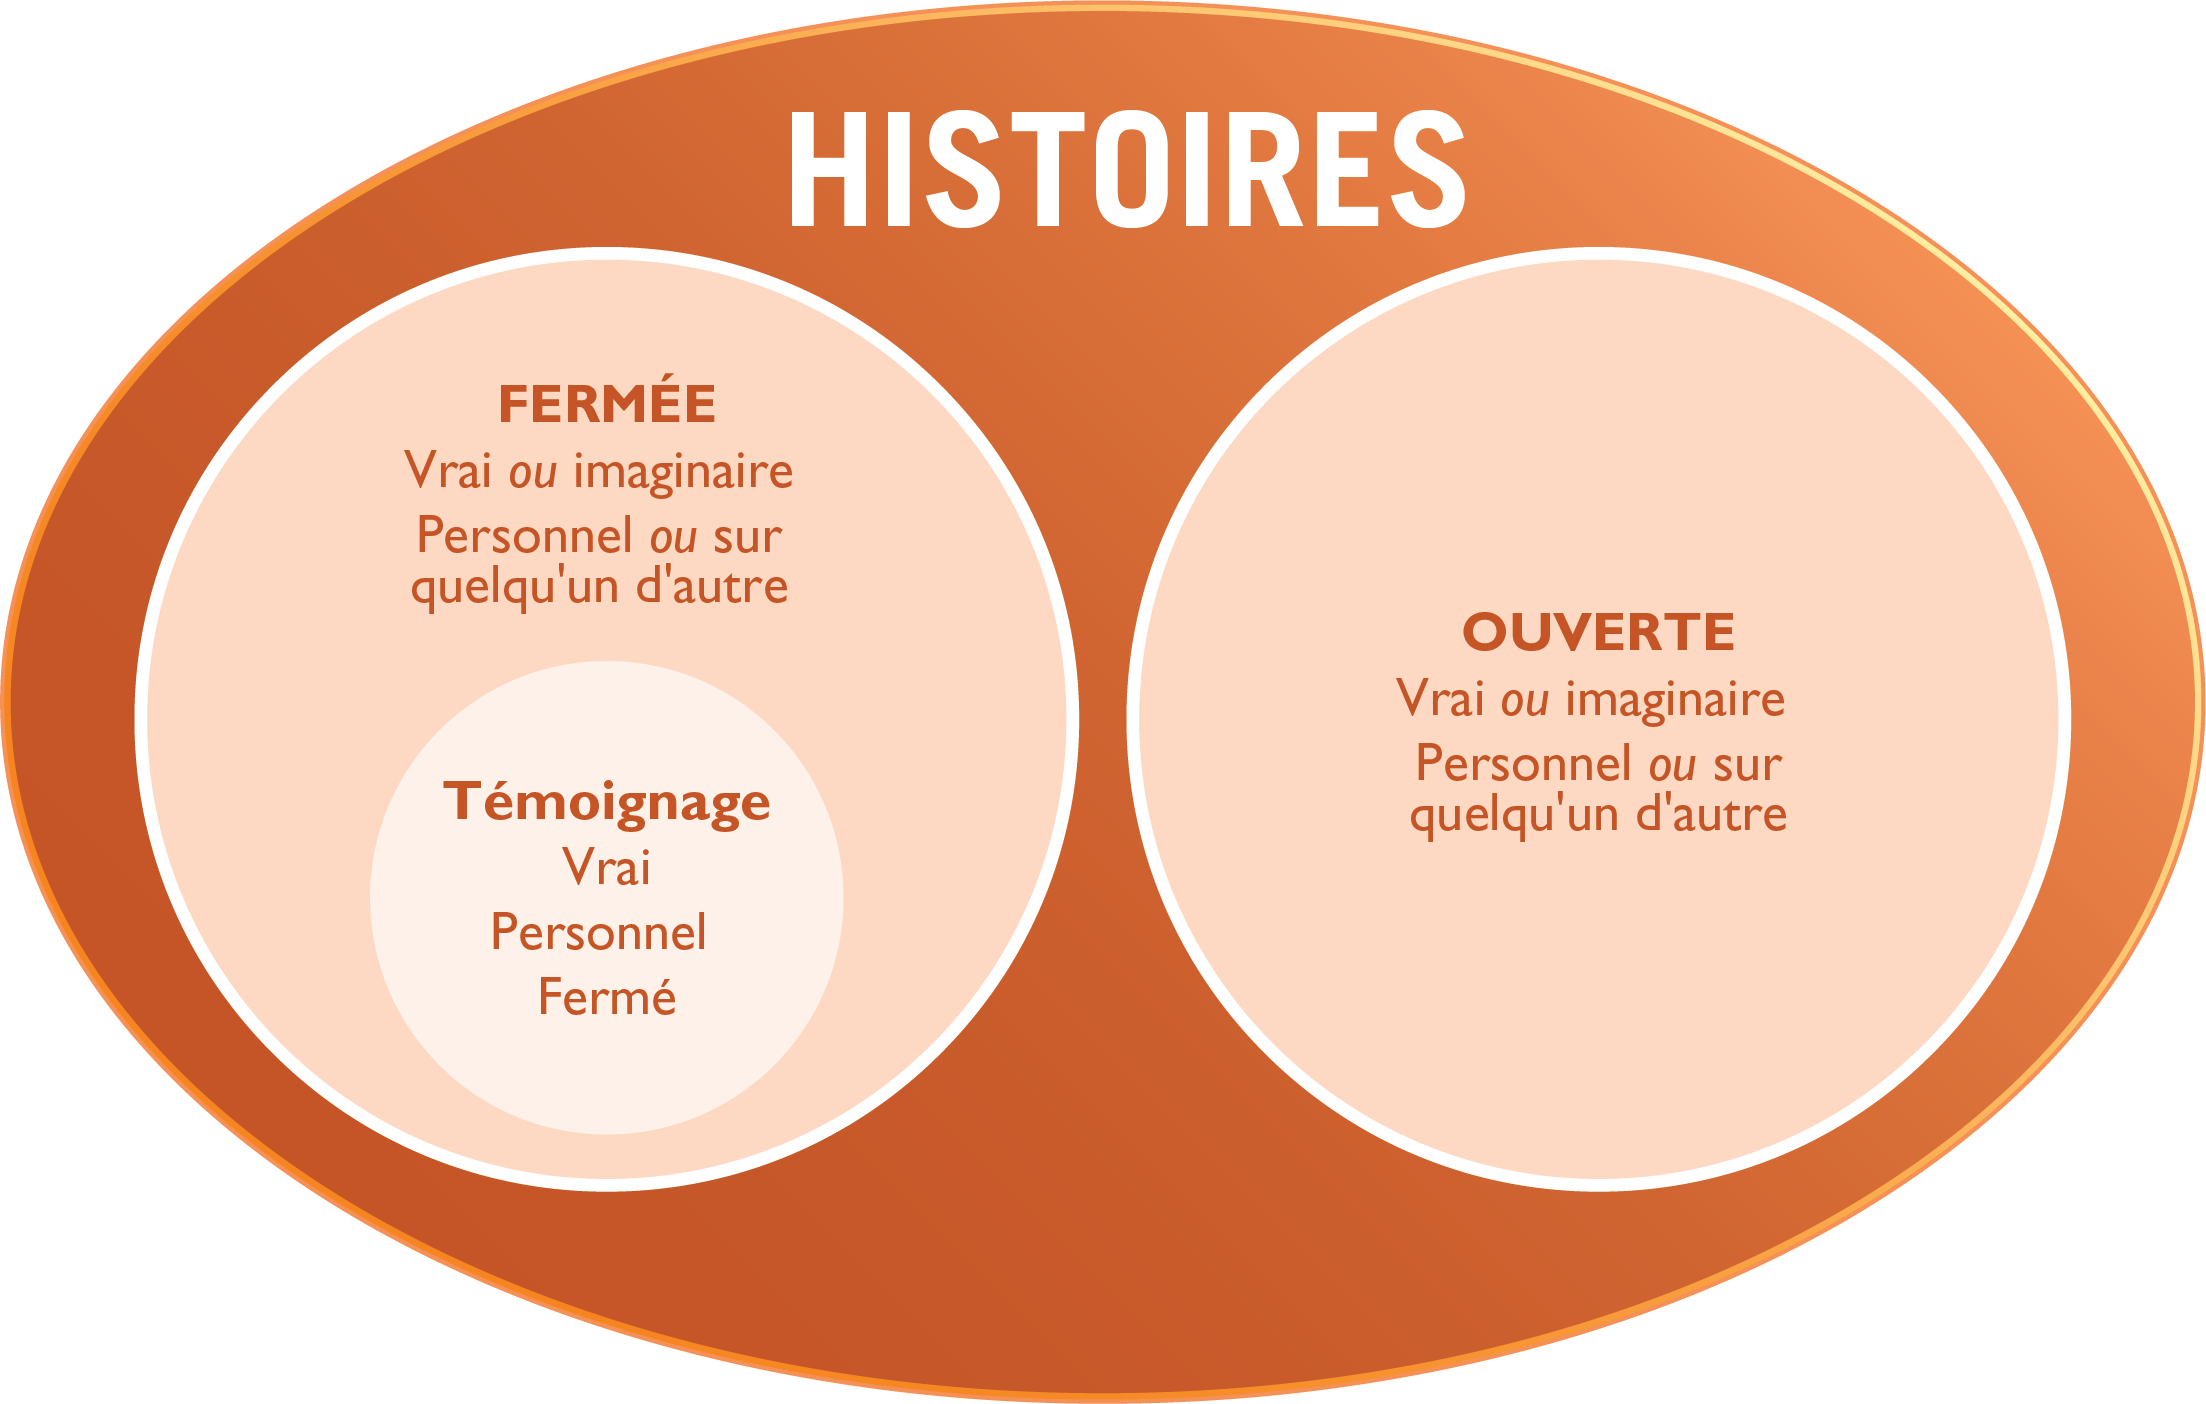 HISTOIRES
FERMÉE
Vrai ou imaginaire
Personnel ou sur
quelqu'un d'autre
Témoignage
Vrai
Personnel
Fermé
OUVERTE
Vrai ou imaginaire
Personnel ou sur
quelqu'un d'autre